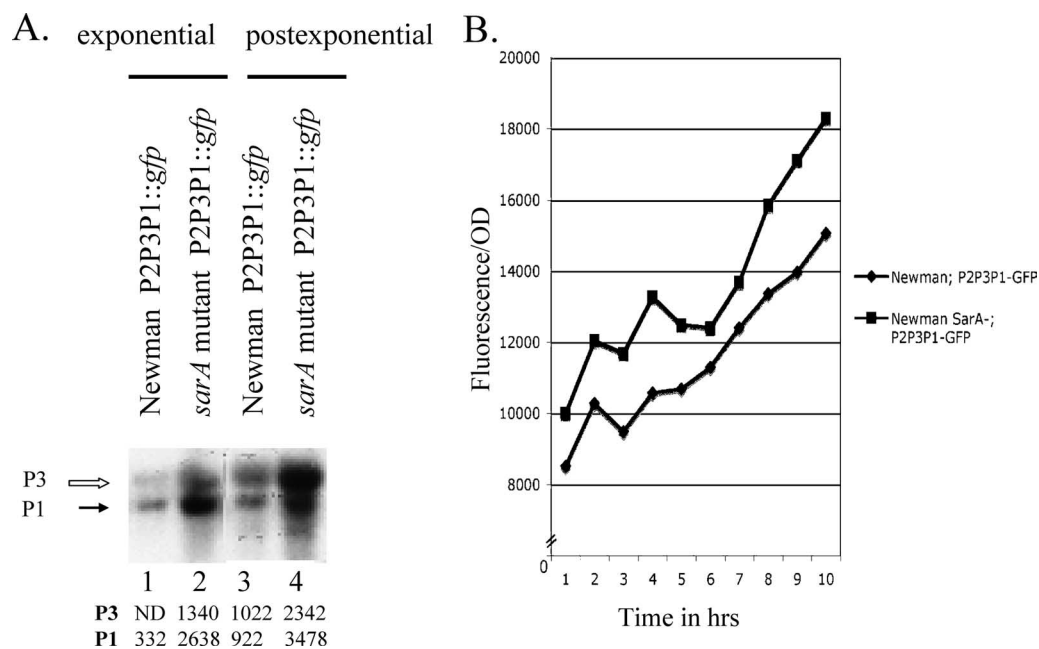 A.
exponential
postexponential
Newman P2P3P1::gfp
sarA mutant P2P3P1::gfp
Newman P2P3P1::gfp
sarA mutant P2P3P1::gfp
P3
P1
1 2 3 4
P3 ND 1340 1022 2342
P1 332 2638 922 3478
B.
Fluorescence/OD
20000
18000
16000
14000
12000
10000
8000
0
1 2 3 4 5 6 7 8 9 10
Time in hrs
Newman; P2P3P1-GFP
Newman SarA-;
P2P3P1-GFP